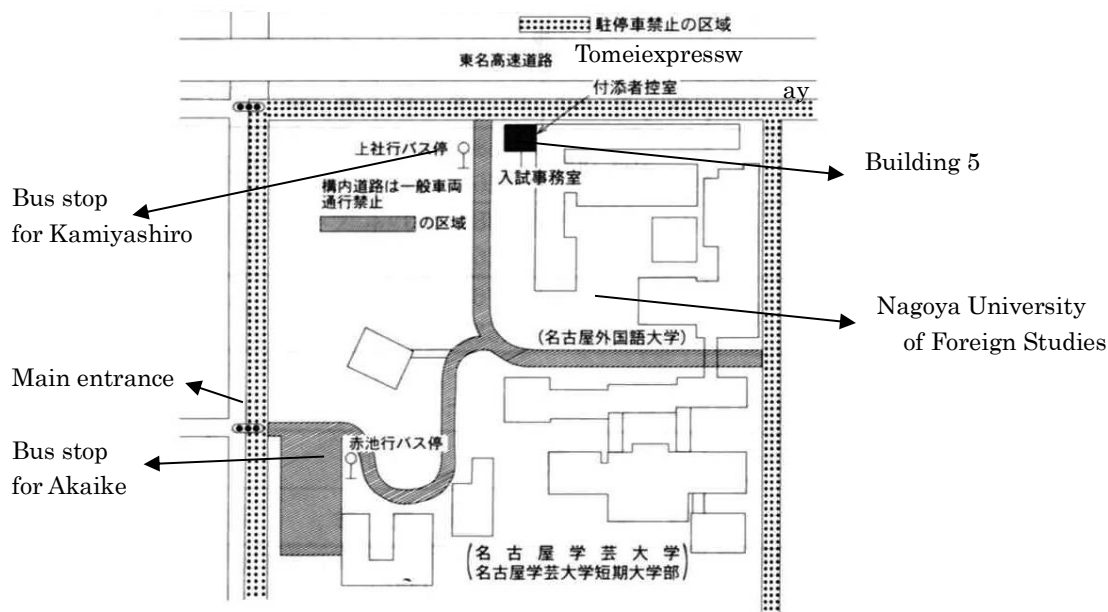 駐停車禁止の区域
東名高速道路
Tomeiexpressw
ay
付添者控室
上社行バス停
入試事務室
Building 5
構内道路は一般車両
通行禁止
の区域
Bus stop
for Kamiyashiro
Nagoya University
of Foreign Studies
(名古屋外国語大学)
Main entrance
赤池行バス停
Bus stop
for Akaike
(名古屋学芸大学
名古屋学芸大学短期大学部)